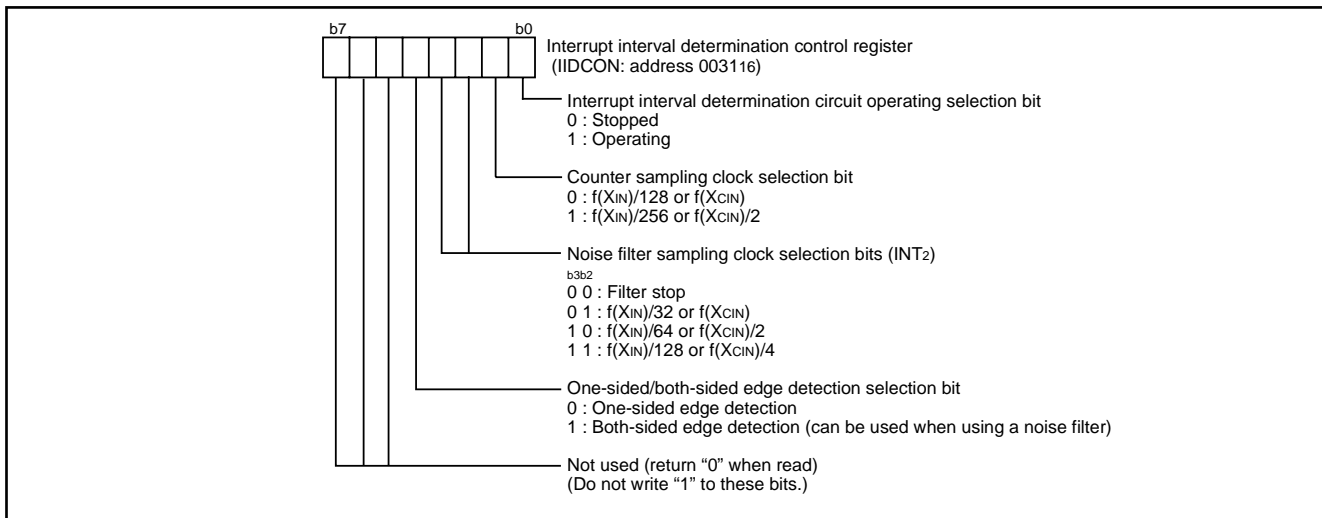 b7 b0
Interrupt interval determination control register
(IIDCON: address 003116)
Interrupt interval determination circuit operating selection bit
0 : Stopped
1 : Operating
Counter sampling clock selection bit
0 : f(XIN)/128 or f(XCIN)
1 : f(XIN)/256 or f(XCIN)/2
Noise filter sampling clock selection bits (INT2)
b3b2
0 0 : Filter stop
0 1 : f(XIN)/32 or f(XCIN)
1 0 : f(XIN)/64 or f(XCIN)/2
1 1 : f(XIN)/128 or f(XCIN)/4
One-sided/both-sided edge detection selection bit
0 : One-sided edge detection
1 : Both-sided edge detection (can be used when using a noise filter)
Not used (return “0” when read)
(Do not write “1” to these bits.)